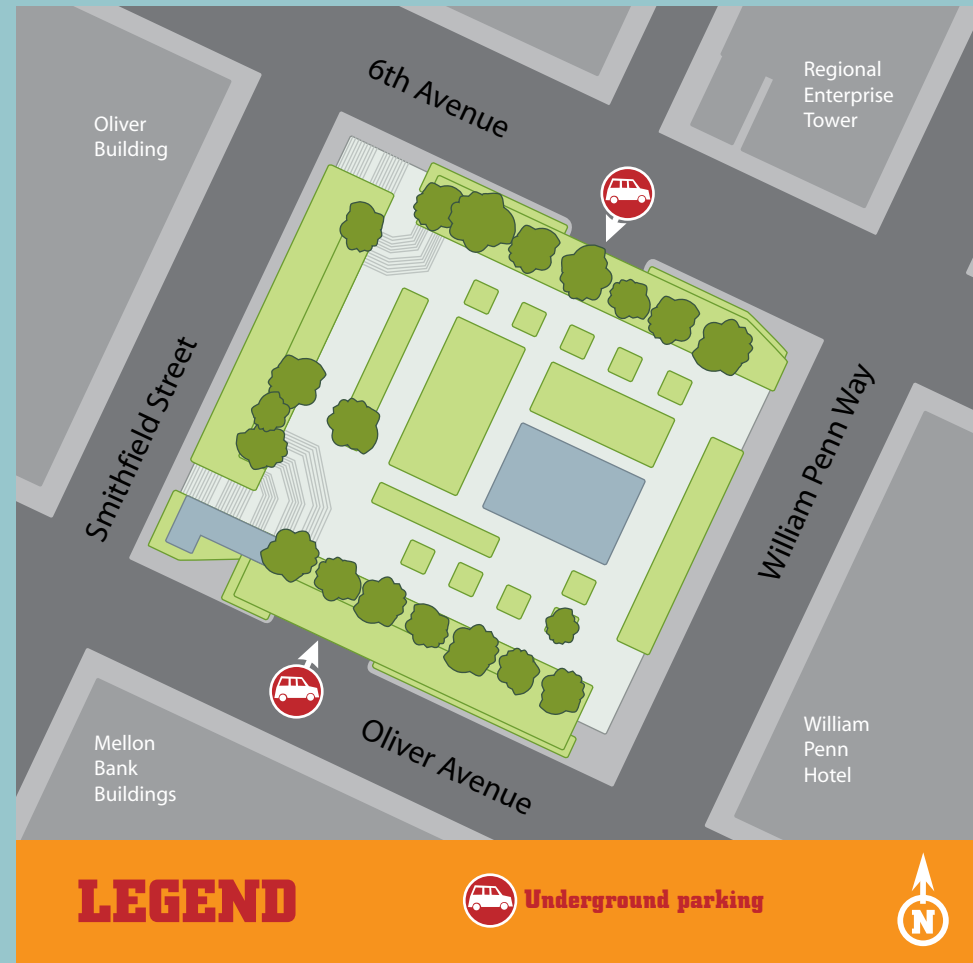 6th Avenue
Regional
Enterprise
Tower
Oliver
Building
Smithfield Street
William Penn Way
Oliver Avenue
Mellon
Bank
Buildings
William
Penn
Hotel
LEGEND
Underground parking
N